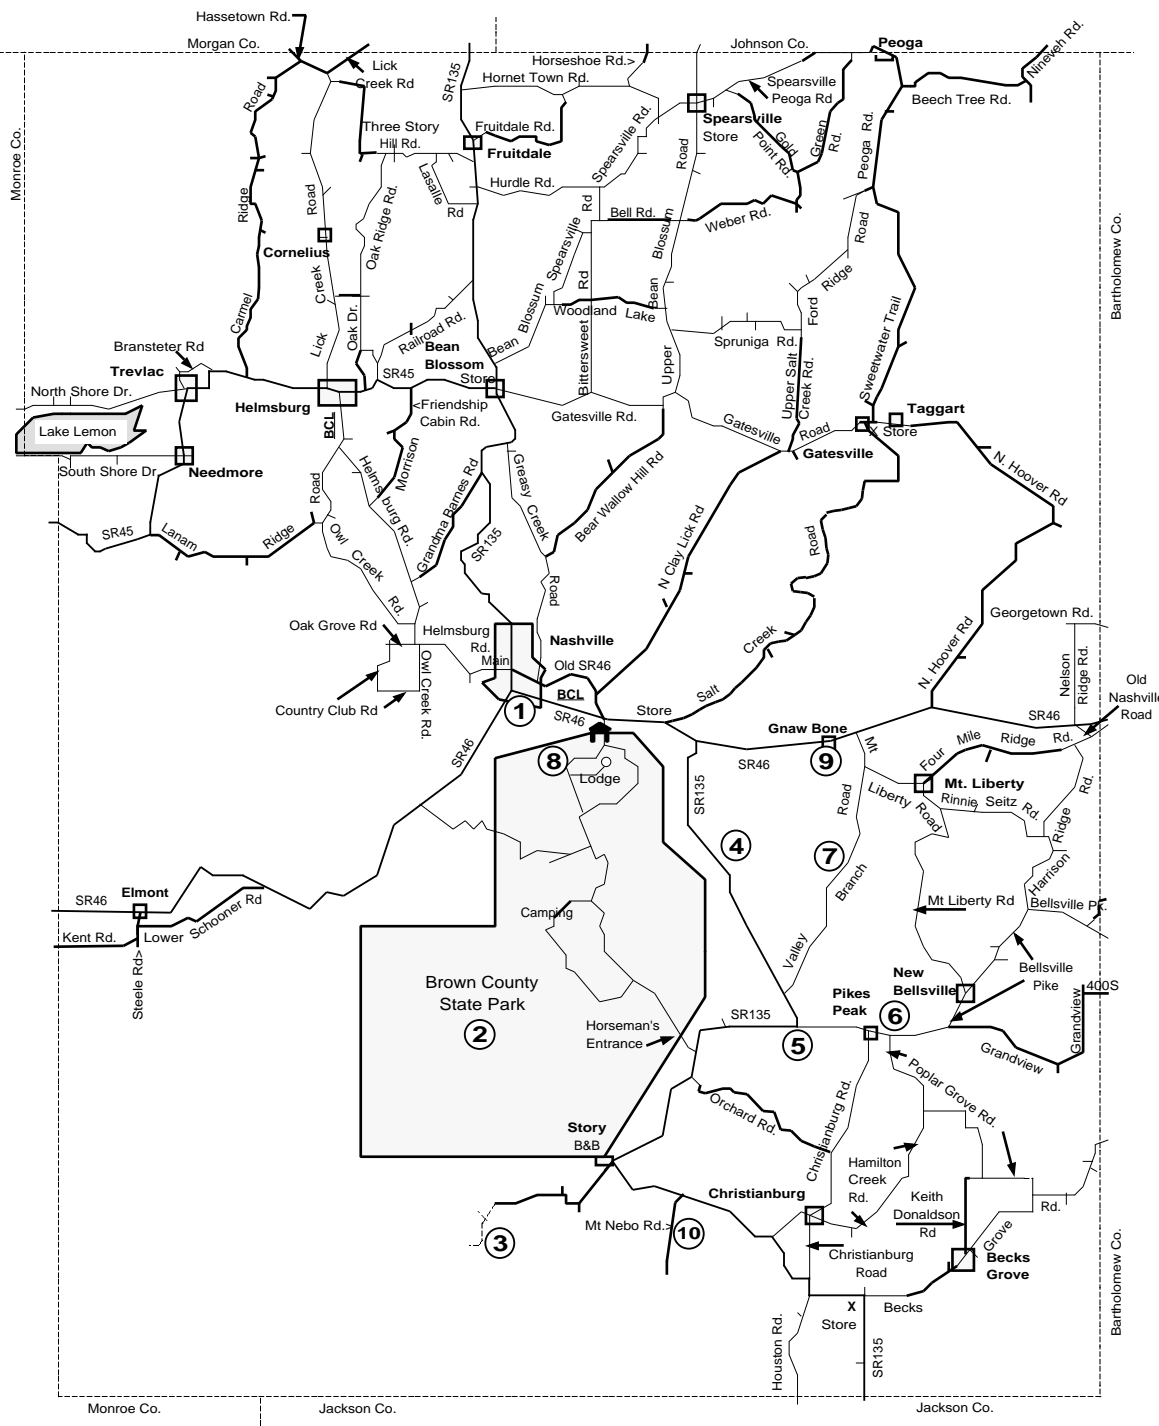 Hassetown Rd.
Morgan Co.
Johnson Co.
Peoga
Nineveh Rd.
Lick
Creek Rd
Horseshoe Rd.>
Hornet Town Rd.
SR135
Spearsville
Peoga Rd
Beech Tree Rd.
Monroe Co.
Carmel
Ridge
Road
Three Story
Hill Rd.
Fruitdale Rd.
Fruitdale
Spearsville
Store
Spearsville Rd.
Gold
Point Rd.
Green
Rd.
Peoga Rd.
Lasalle
Rd
Hurdle Rd.
Lick
Creek
Road
Oak Ridge Rd.
Bell Rd.
Weber Rd.
Cornelius
Spearsville
Rd
Upper
Bean
Blossum
Road
Ford
Ridge
Road
Bartholomew Co.
Oak Dr.
Railroad Rd.
Bean
Blossum
Woodland
Lake
Spruniga Rd.
Sweetwater Trail
Bransteter Rd
Trevlac
Bean
Blossom
Store
SR45
Bittersweet
Rd
Upper Salt
Creek Rd.
North Shore Dr.
Helmsburg
BCL
<Friendship
Cabin Rd.
Gatesville Rd.
Gatesville
Road
Taggart
X Store
Gatesville
Lake Lemon
South Shore Dr.
Needmore
Morrison
Helmsburg Rd.
Grandma Barnes Rd
Greasy
Creek
Road
Bear Wallow Hill Rd
N. Hoover Rd
SR45
Lanam
Ridge
Road
Owl
Creek
Rd.
SR135
N Clay Lick Rd
Salt
Creek
Road
Georgetown Rd.
Oak Grove Rd
Helmsburg
Rd.
Nashville
Main
Old SR46
BCL
N. Hoover Rd
Nelson
Ridge Rd.
Old
Nashville
Road
Country Club Rd
Owl Creek Rd.
1
SR46
Store
SR46
SR46
Gnaw Bone
9
SR46
8
Lodge
SR135
Mt
Liberty
Road
Four
Mile
Ridge
Rd.
Mt. Liberty
Rinnie
Seitz
Rd.
4
7
Valley
Branch
Road
Harrison
Ridge
Rd.
SR46
Elmont
Kent Rd.
Lower
Schooner Rd
Steele Rd>
Camping
Mt Liberty Rd
Bellsville Pk.
Brown County
State Park
2
New
Bellsville
Bellsville
Pike
Pikes
Peak
6
400S
Horseman's
Entrance
SR135
5
Grandview
Grandview
Story
B&B
Orchard Rd.
Christianburg Rd.
Poplar Grove Rd.
Hamilton
Creek
Rd.
Keith
Donaldson
Rd
Christianburg
3
Mt Nebo Rd.>
10
Christianburg
Road
Becks
Grove
Rd.
Becks
Grove
X
Store
Houston Rd.
SR135
Bartholomew Co.
Monroe Co.
Jackson Co.
Jackson Co.